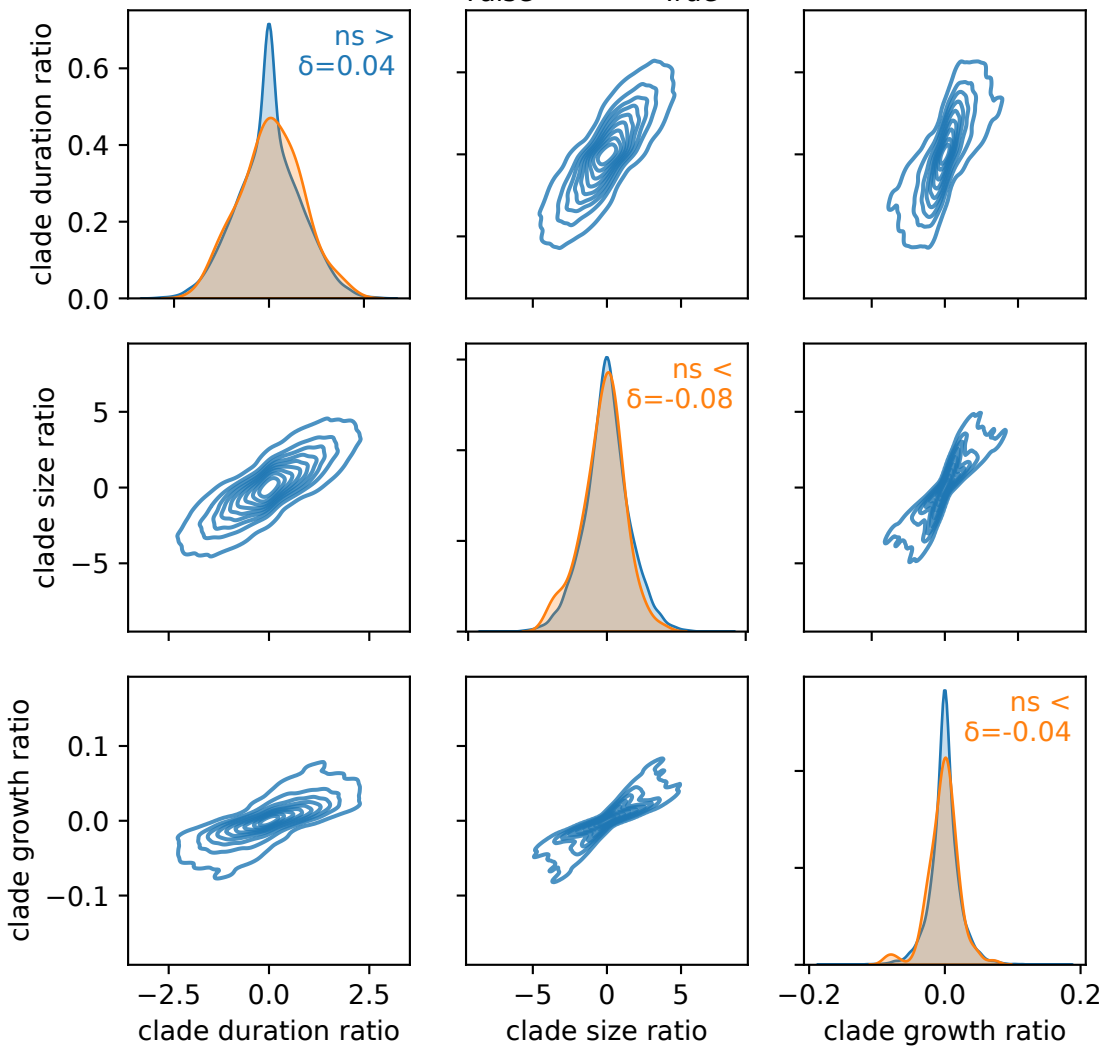 ns >
δ=0.04
clade duration ratio
0.6
0.4
0.2
0.0
ns <
δ=-0.08
clade size ratio
5
0
−5
ns <
δ=-0.04
clade growth ratio
0.1
0.0
−0.1
−2.5 0.0 2.5 −5 0 5 −0.2 0.0 0.2
clade duration ratio clade size ratio clade growth ratio